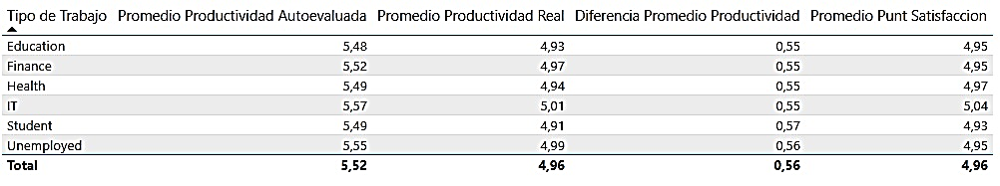 Tipo de Trabajo Promedio Productividad Autoevaluada Promedio Productividad Real Diferencia Promedio Productividad Promedio Punt Satisfaccion
Education 5,48 4,93 0,55 4,95
Finance 5,52 4,97 0,55 4,95
Health 5,49 4,94 0,55 4,97
IT 5,57 5,01 0,55 5,04
Student 5,49 4,91 0,57 4,93
Unemployed 5,55 4,99 0,56 4,95
Total 5,52 4,96 0,56 4,96